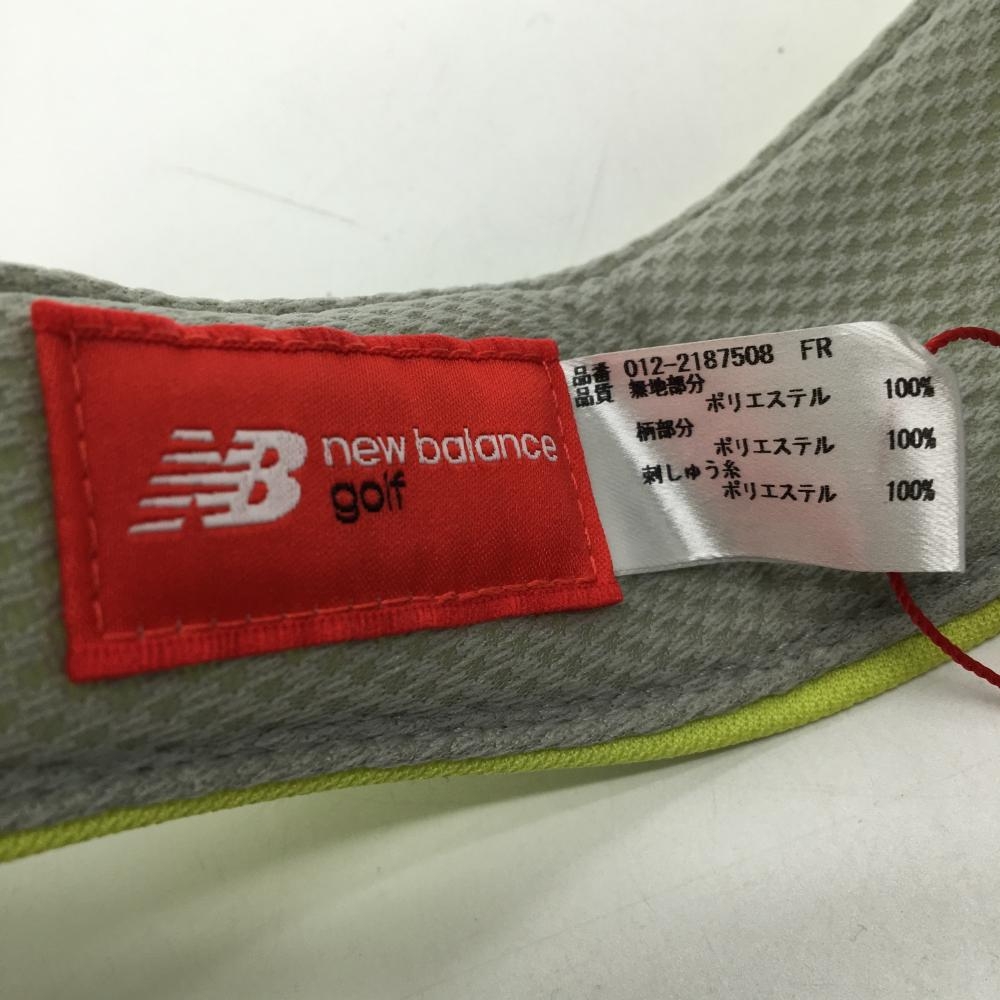 NB new balance
golf
品番 012-2187508 FR
品質 無地部分
ポリエステル 100%
柄部分
ポリエステル 100%
刺しゅう糸
ポリエステル 100%